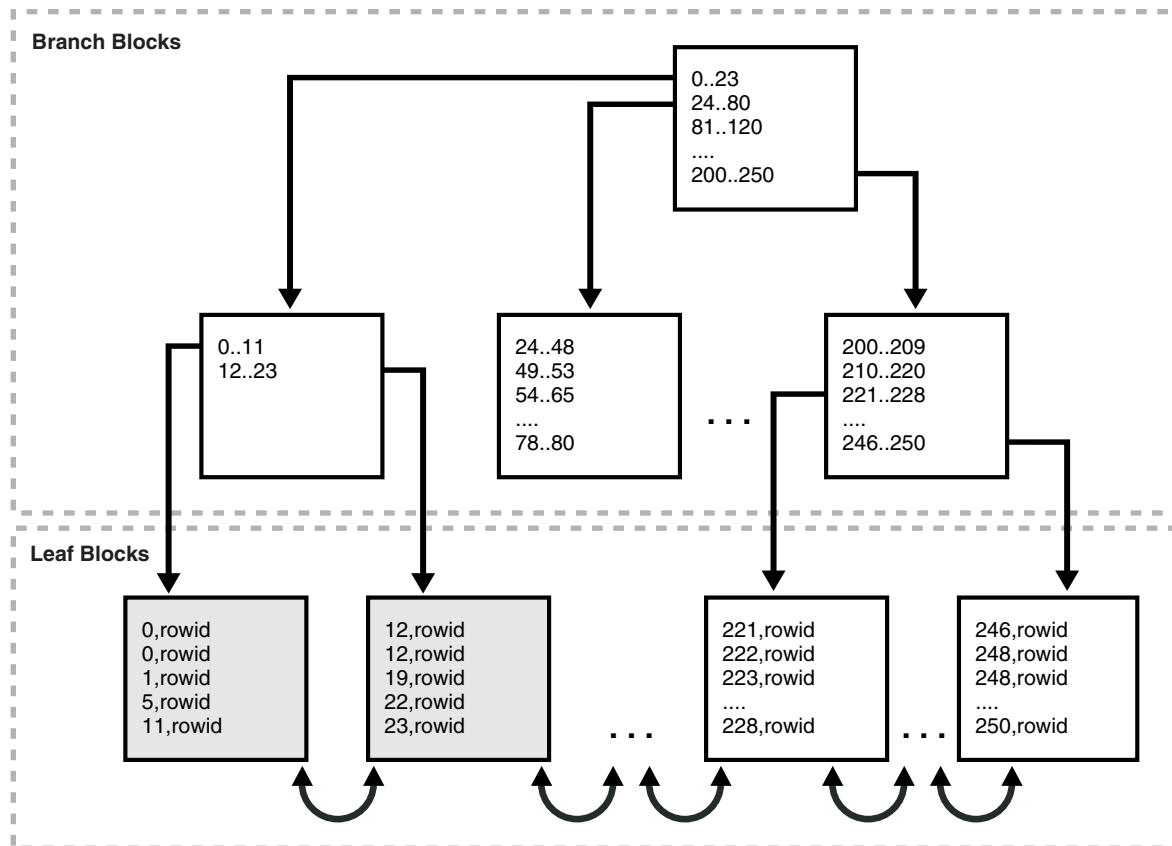 Branch Blocks
0..23
24..80
81..120
....
200..250
0..11
12..23
24..48
49..53
54..65
....
78..80
...
200..209
210..220
221..228
....
246..250
Leaf Blocks
0,rowid
0,rowid
1,rowid
5,rowid
11,rowid
12,rowid
12,rowid
19,rowid
22,rowid
23,rowid
...
221,rowid
222,rowid
223,rowid
....
228,rowid
...
246,rowid
248,rowid
248,rowid
....
250,rowid